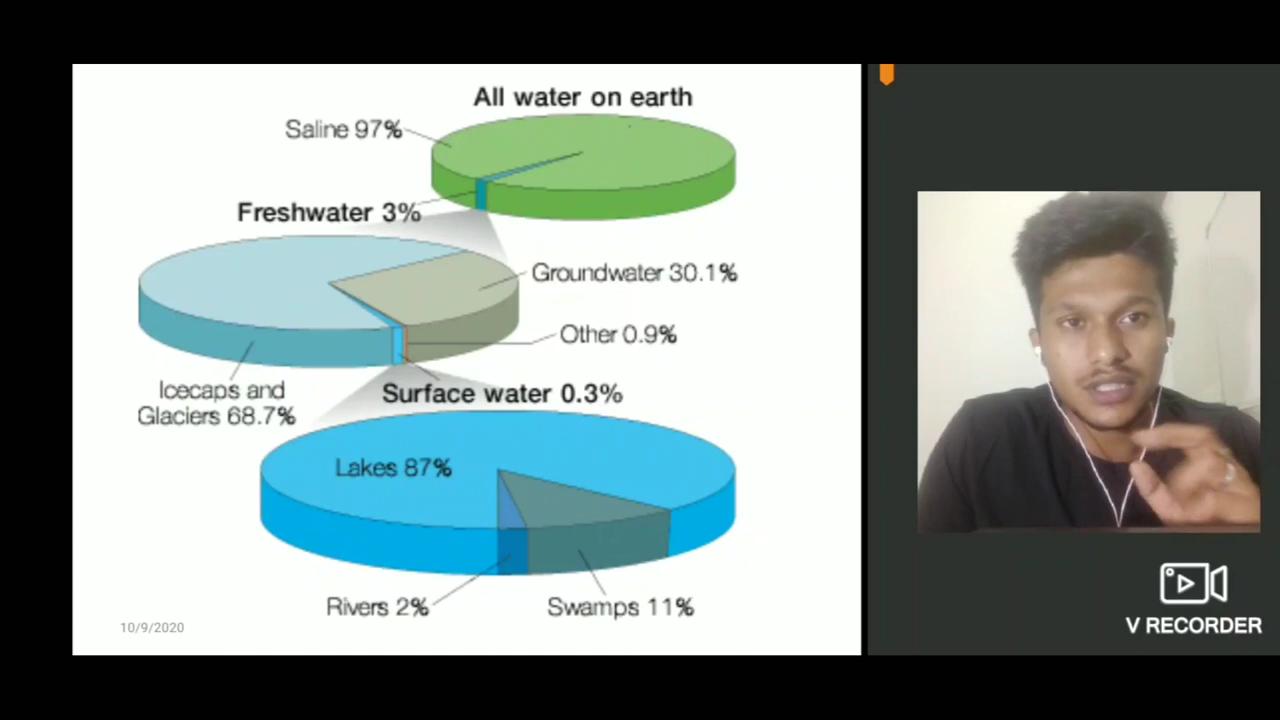 All water on earth
Saline 97%
Freshwater 3%
Groundwater 30.1%
Other 0.9%
Icecaps and
Glaciers 68.7%
Surface water 0.3%
Lakes 87%
Rivers 2%
Swamps 11%
10/9/2020
V RECORDER